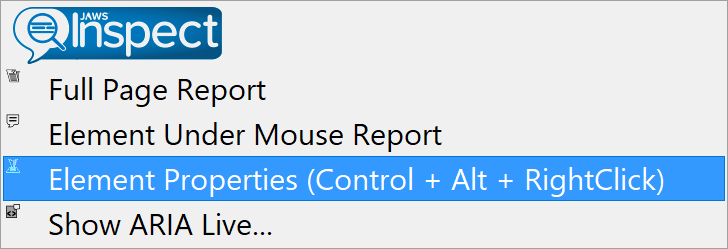 JAWS
Inspect
Full Page Report
Element Under Mouse Report
Element Properties (Control + Alt + RightClick)
Show ARIA Live...